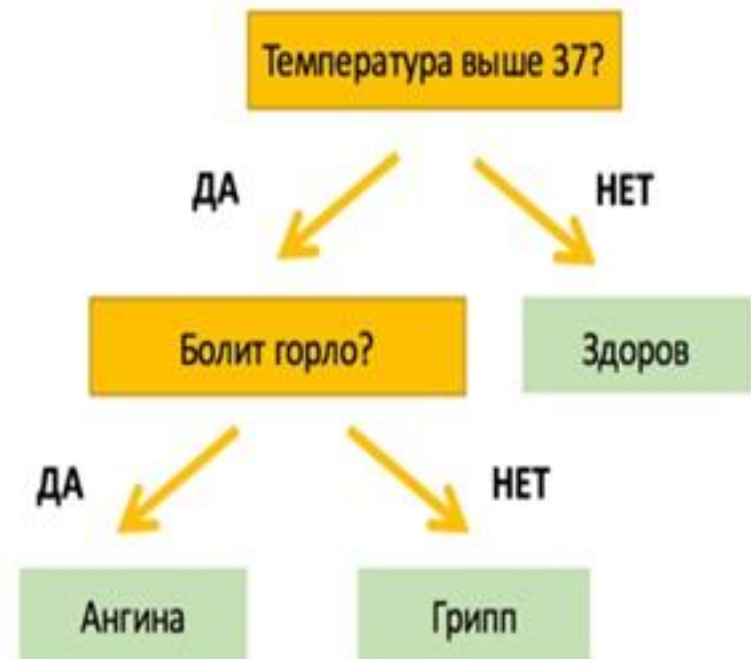 Температура выше 37?
ДА
НЕТ
Болит горло?
Здоров
ДА
НЕТ
Ангина
Грипп